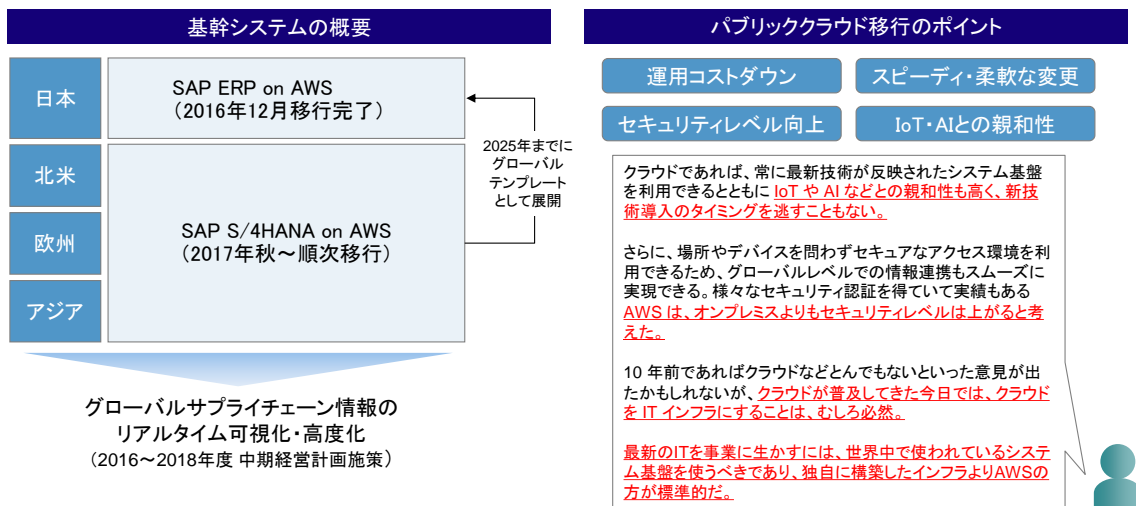 基幹システムの概要
日本
SAP ERP on AWS
（2016年12月移行完了）
北米
欧州
アジア
SAP S/4HANA on AWS
（2017年秋～順次移行）
2025年までに
グローバル
テンプレート
として展開
グローバルサプライチェーン情報の
リアルタイム可視化・高度化
（2016～2018年度 中期経営計画施策）
パブリッククラウド移行のポイント
運用コストダウン
スピーディ・柔軟な変更
セキュリティレベル向上
IoT・AIとの親和性
クラウドであれば、常に最新技術が反映されたシステム基盤
を利用できるとともに IoT や AI などとの親和性も高く、新技
術導入のタイミングを逃すこともない。
さらに、場所やデバイスを問わずセキュアなアクセス環境を利
用できるため、グローバルレベルでの情報連携もスムーズに
実現できる。様々なセキュリティ認証を得ていて実績もある
AWS は、オンプレミスよりもセキュリティレベルは上がると考
えた。
10 年前であればクラウドなどとんでもないといった意見が出
たかもしれないが、クラウドが普及してきた今日では、クラウド
を IT インフラにすることは、むしろ必然。
最新のITを事業に生かすには、世界中で使われているシステ
ム基盤を使うべきであり、独自に構築したインフラよりAWSの
方が標準的だ。